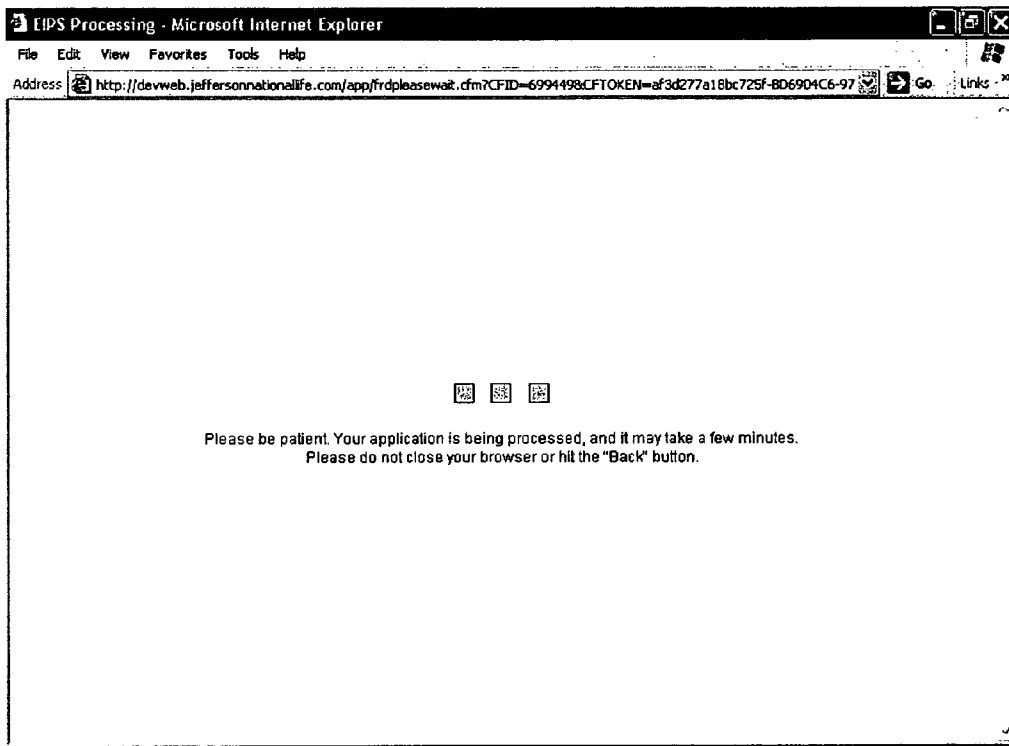 EIPS Processing - Microsoft Internet Explorer
File Edit View Favorites Tools Help
Address http://devweb.jeffersonnationallife.com/app/frdpleasewait.cfm?CFID=699449&CFTOKEN=af3d277a18bc725f-BD6904C6-97 Go Links »
Please be patient. Your application is being processed, and it may take a few minutes.
Please do not close your browser or hit the "Back" button.